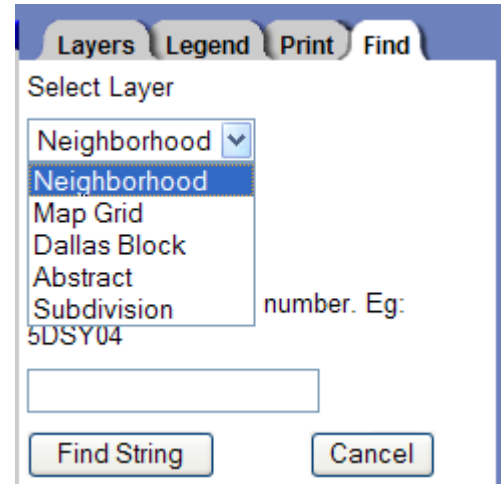 Layers Legend Print Find
Select Layer
Neighborhood
Neighborhood
Map Grid
Dallas Block
Abstract
Subdivision
number. Eg:
5DSY04
Find String Cancel